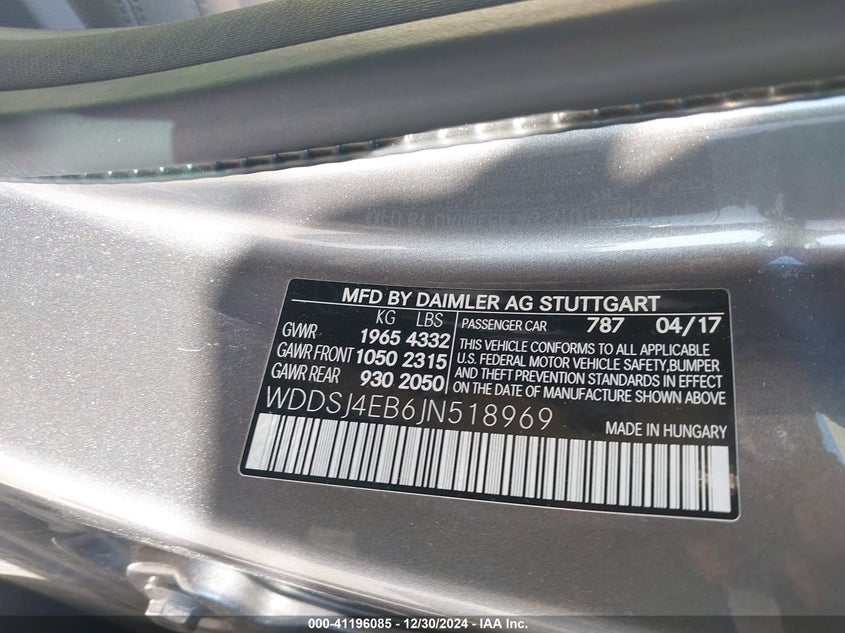 MFD BY DAIMLER AG STUTTGART
KG LBS
GVWR 1965 4332
GAWR FRONT 1050 2315
GAWR REAR 930 2050
PASSENGER CAR 787 04/17
THIS VEHICLE CONFORMS TO ALL APPLICABLE
U.S. FEDERAL MOTOR VEHICLE SAFETY, BUMPER
AND THEFT PREVENTION STANDARDS IN EFFECT
ON THE DATE OF MANUFACTURE SHOWN ABOVE
WDDSJ4EB6JN518969
MADE IN HUNGARY
000-41196085 - 12/30/2024 - IAA Inc.